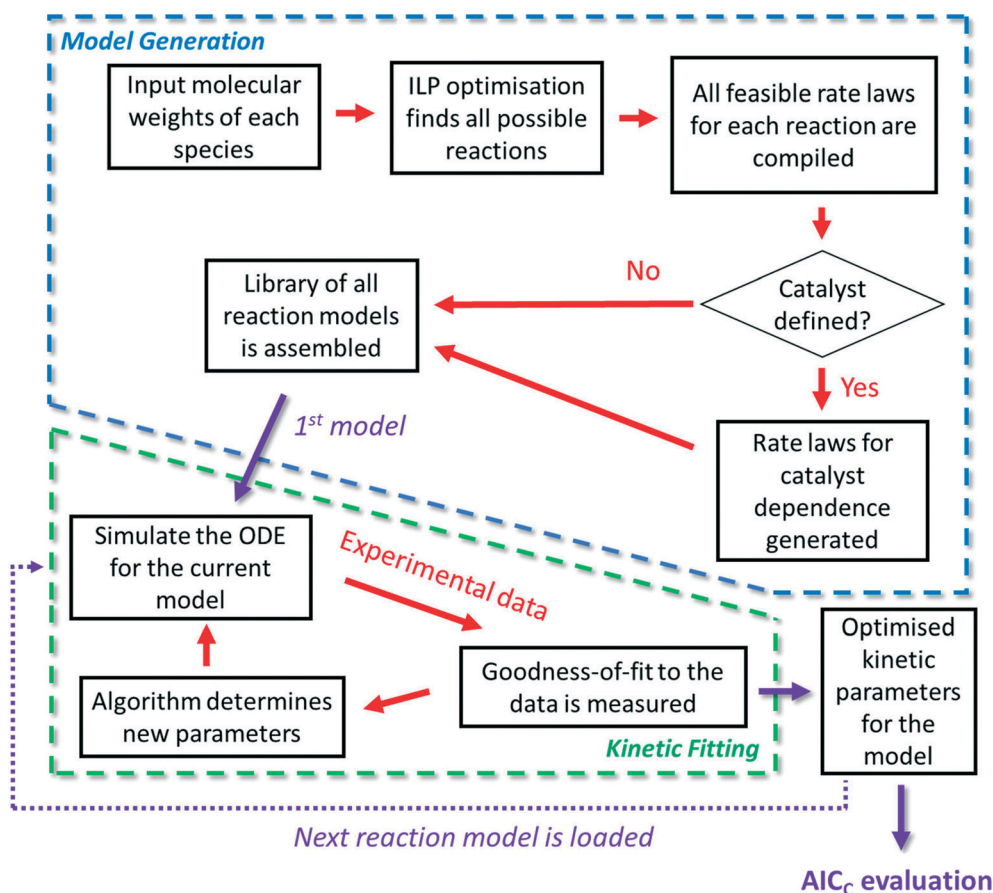 Model Generation
Input molecular
weights of each
species
ILP optimisation
finds all possible
reactions
All feasible rate laws
for each reaction are
compiled
Catalyst
defined?
No
Yes
Library of all
reaction models
is assembled
Rate laws for
catalyst
dependence
generated
1st model
Simulate the ODE
for the current
model
Experimental data
Goodness-of-fit to the
data is measured
Algorithm determines
new parameters
Kinetic Fitting
Optimised
kinetic
parameters
for the
model
Next reaction model is loaded
AICC evaluation